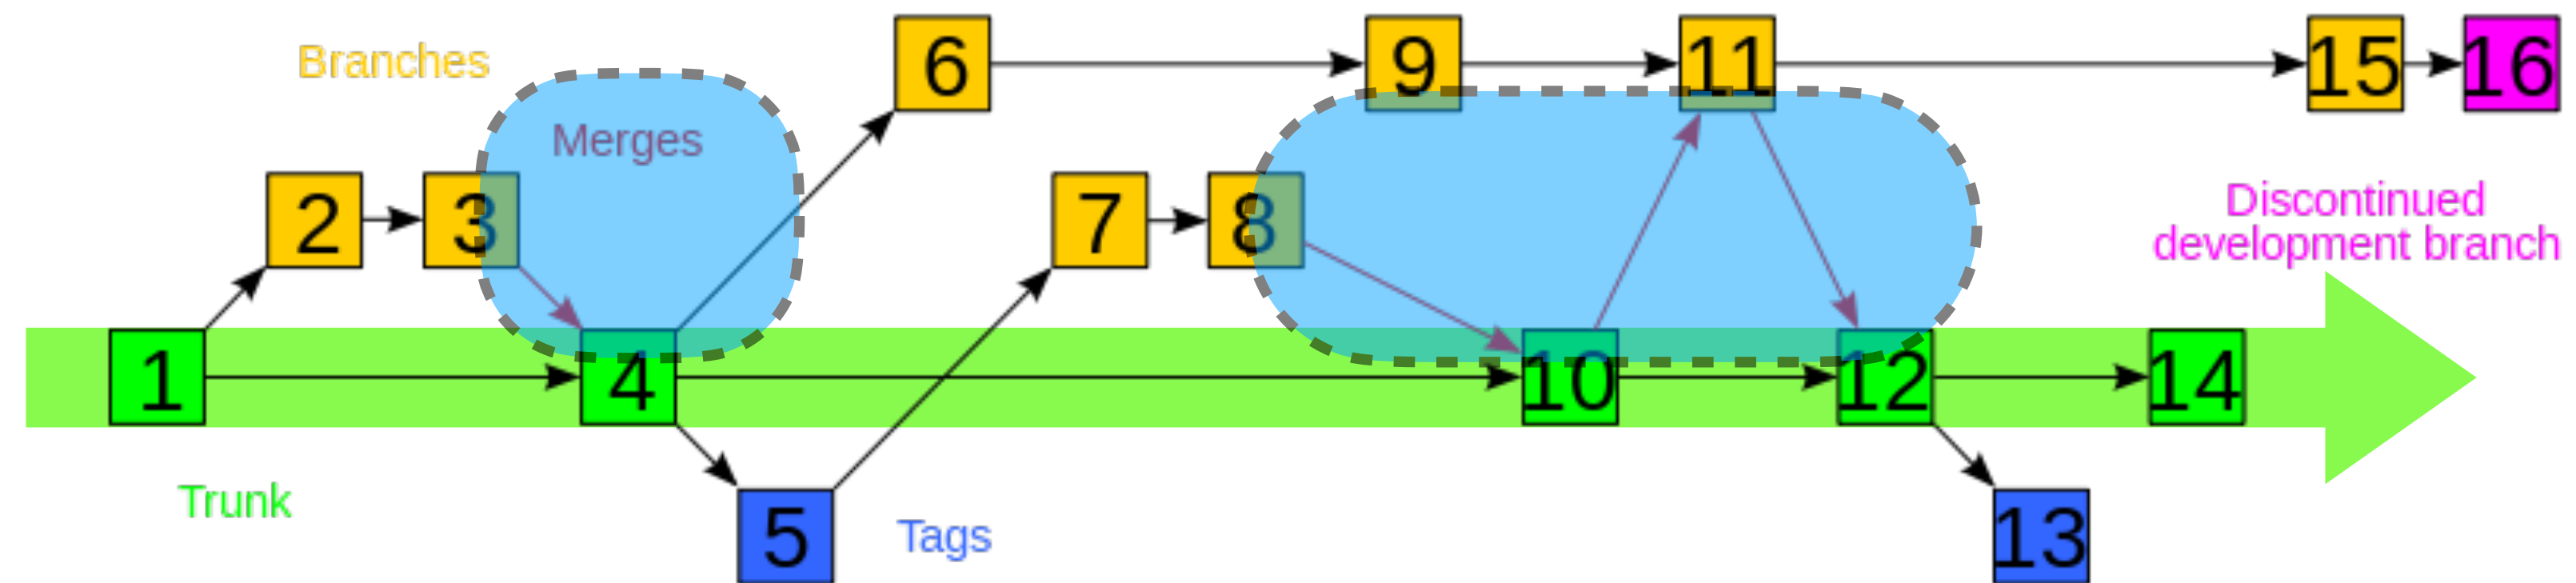 Branches
6
9
11
15
16
Merges
2
3
7
8
Discontinued
development branch
1
4
10
12
14
Trunk
5
Tags
13